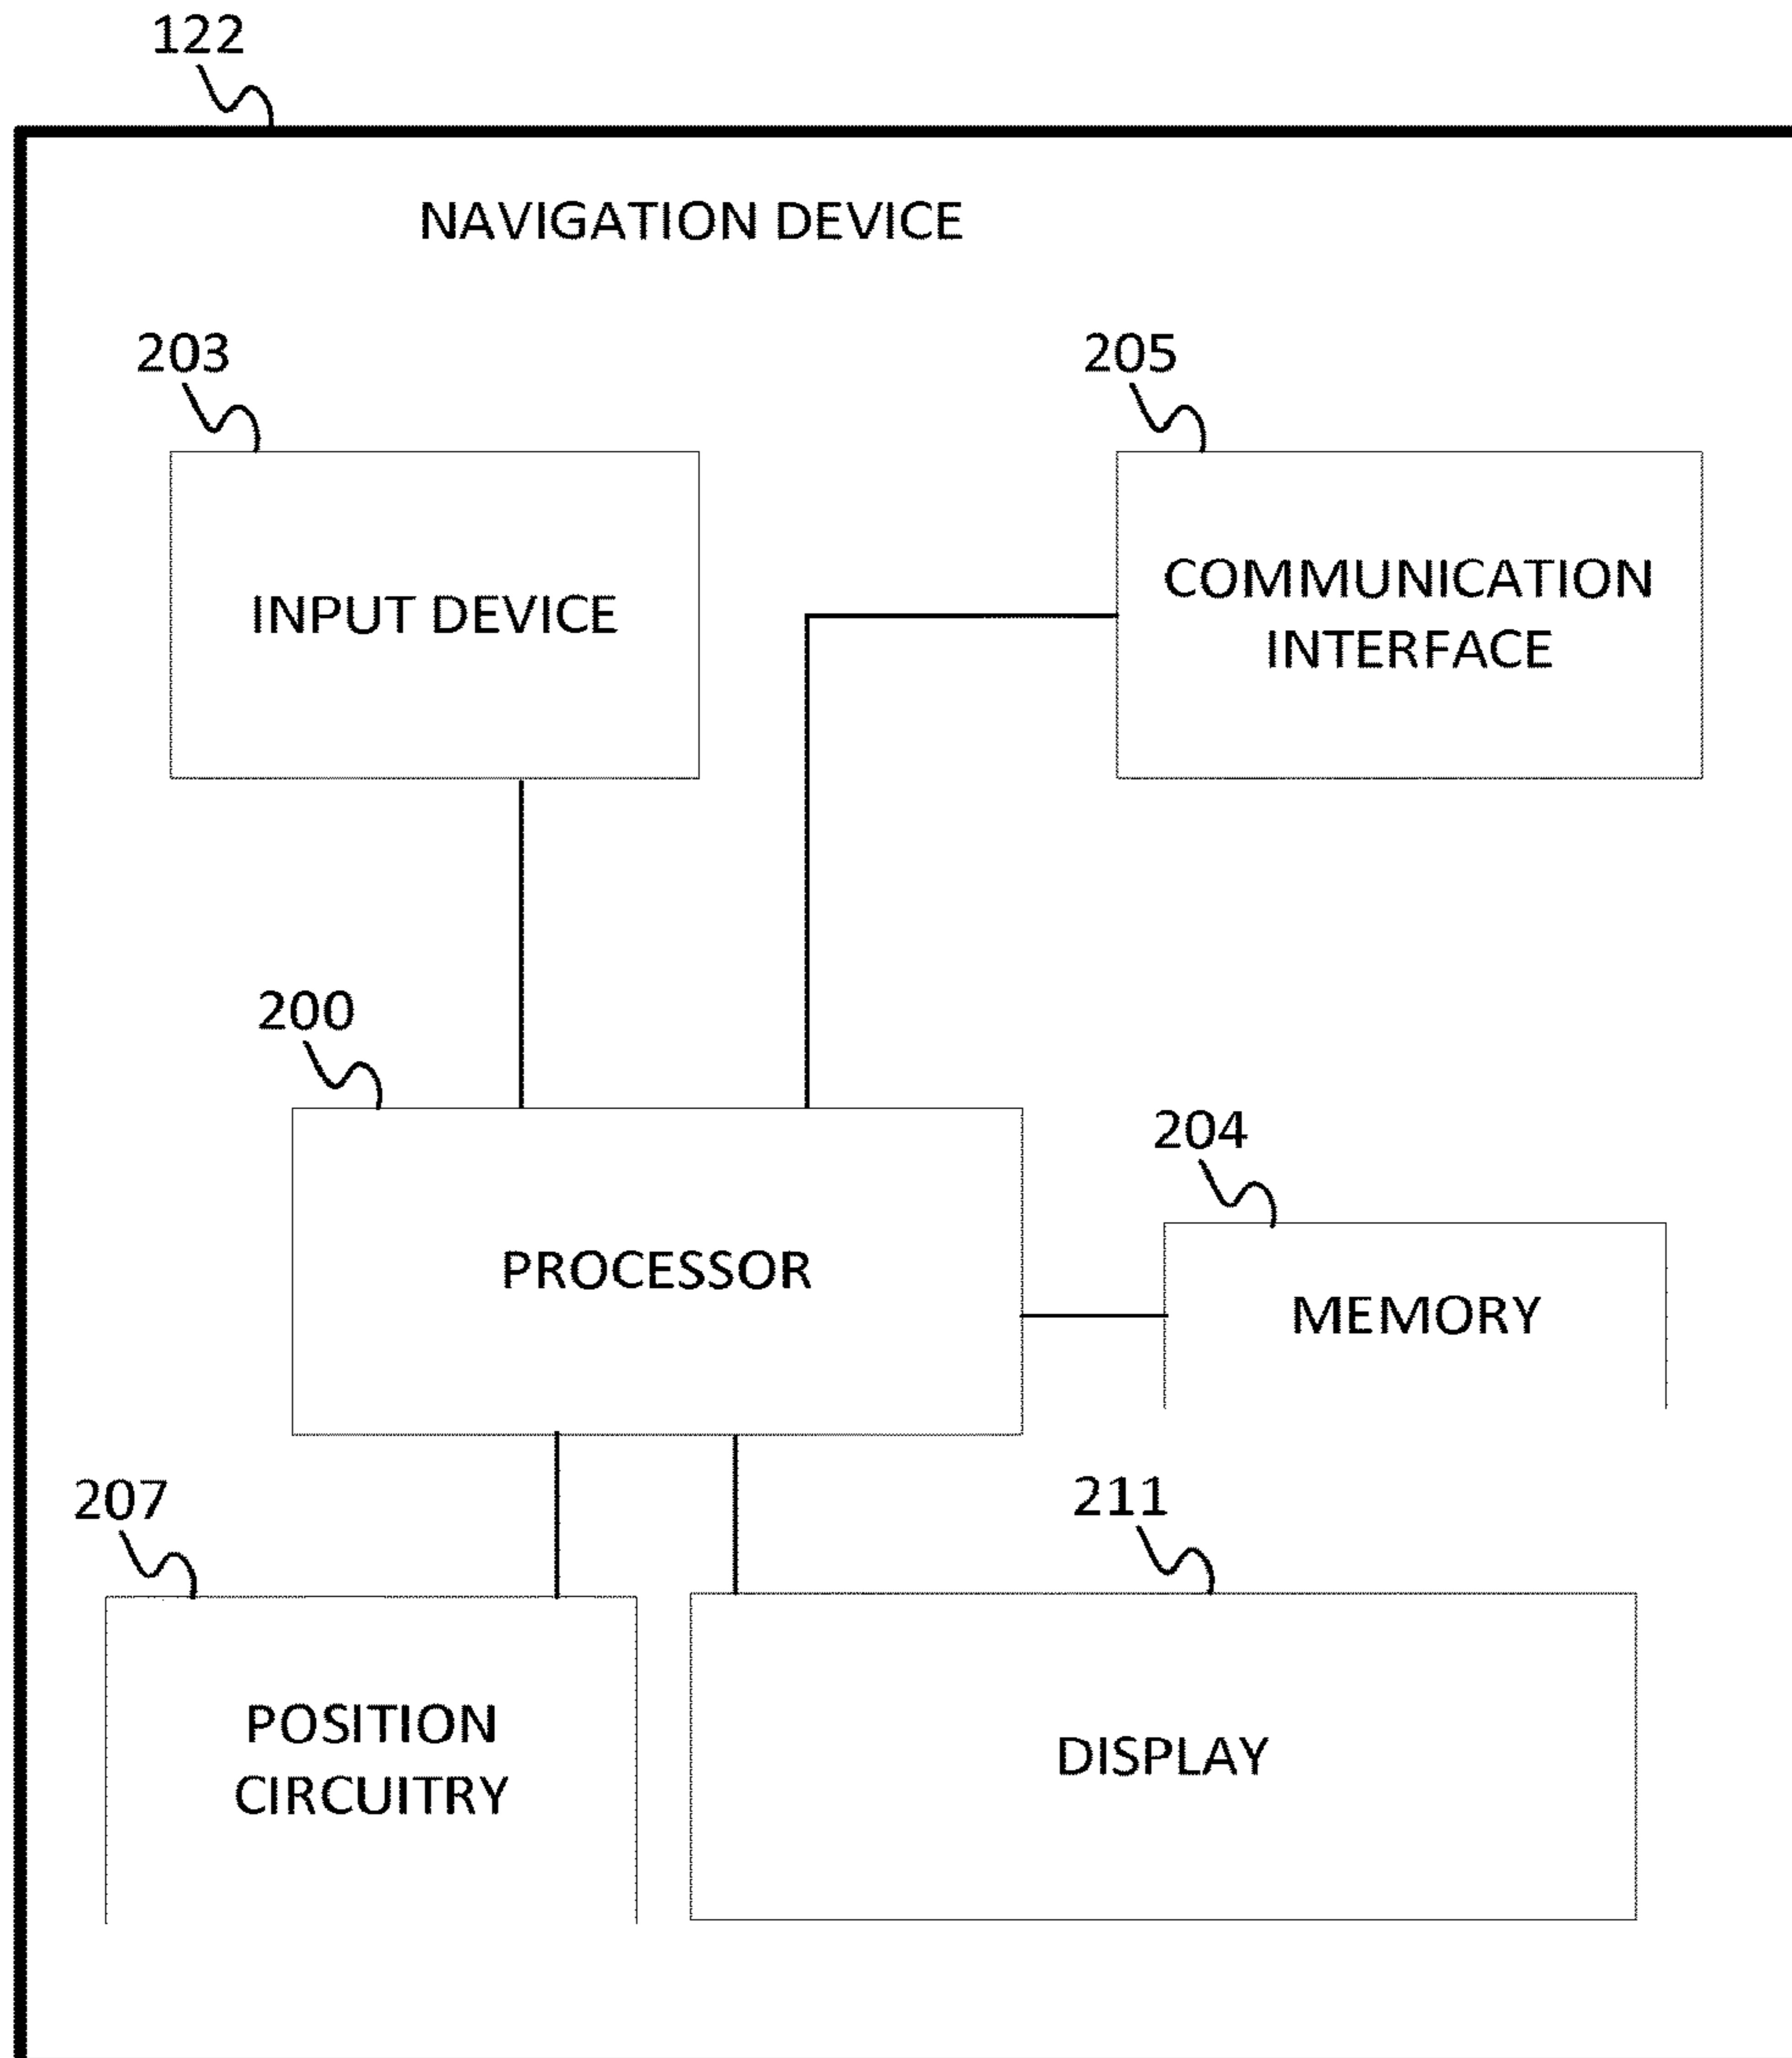 122
NAVIGATION DEVICE
203
205
INPUT DEVICE
COMMUNICATION
INTERFACE
200
204
PROCESSOR
MEMORY
207
211
POSITION
CIRCUITRY
DISPLAY